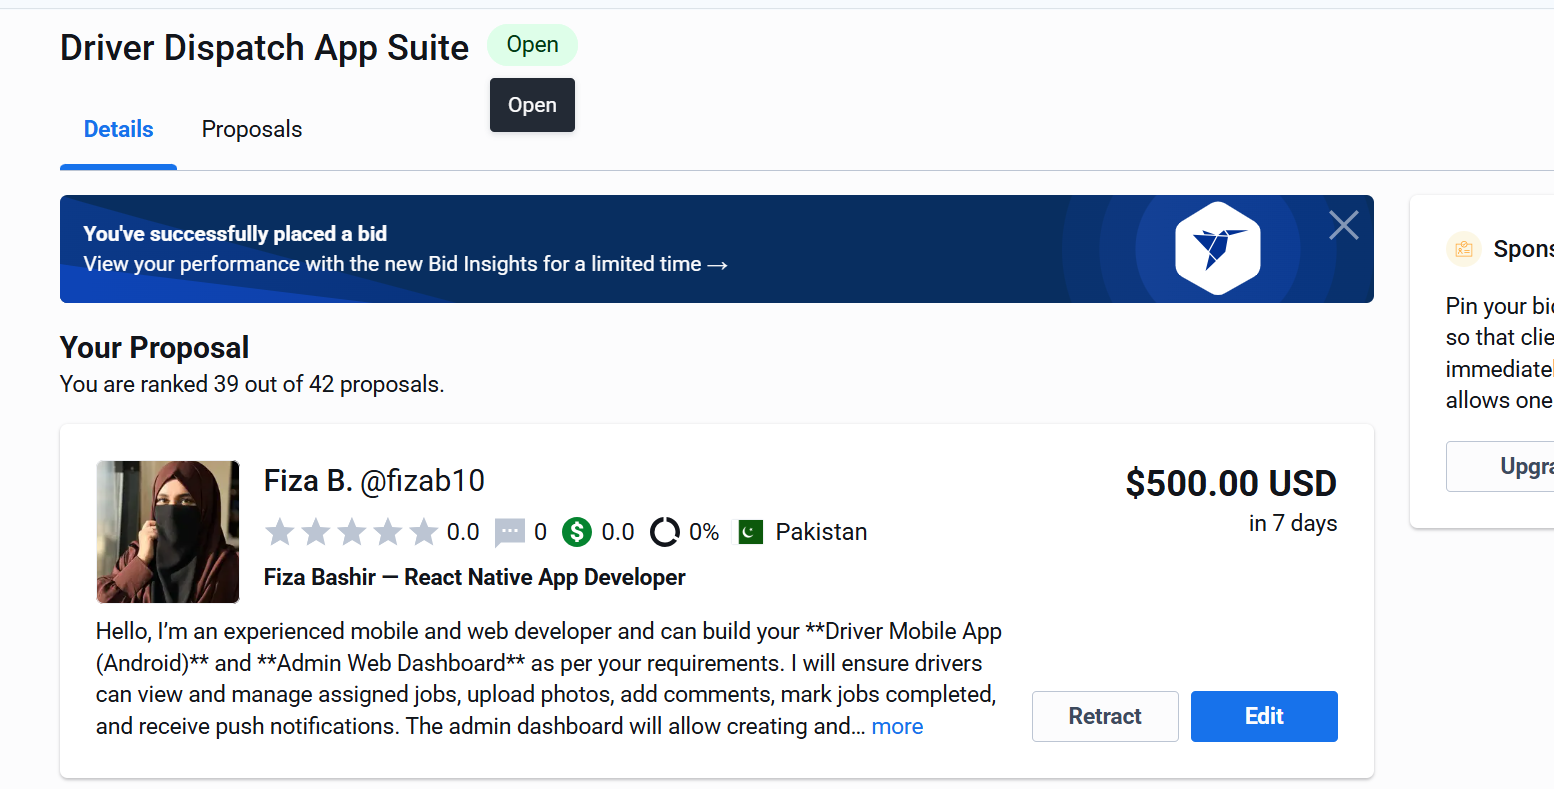 Driver Dispatch App Suite
Open
Open
Details
Proposals
You've successfully placed a bid
View your performance with the new Bid Insights for a limited time →
Your Proposal
You are ranked 39 out of 42 proposals.
Fiza B. @fizab10
0.0 0 0.0 0% Pakistan
Fiza Bashir — React Native App Developer
$500.00 USD
in 7 days
Hello, I’m an experienced mobile and web developer and can build your **Driver Mobile App
(Android)** and **Admin Web Dashboard** as per your requirements. I will ensure drivers
can view and manage assigned jobs, upload photos, add comments, mark jobs completed,
and receive push notifications. The admin dashboard will allow creating and... more
Retract
Edit
Spons
Pin your bi
so that clie
immediatel
allows one
Upgra